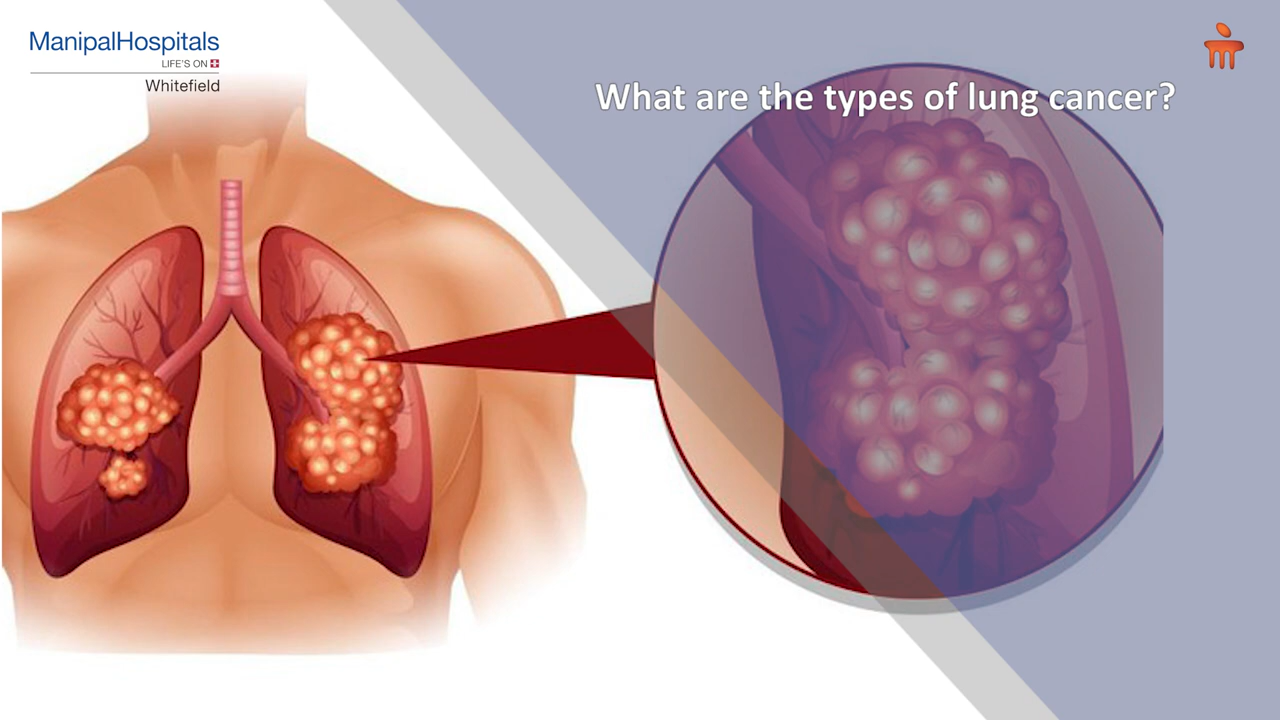 ManipalHospitals
LIFE'S ON
Whitefield
What are the types of lung cancer?